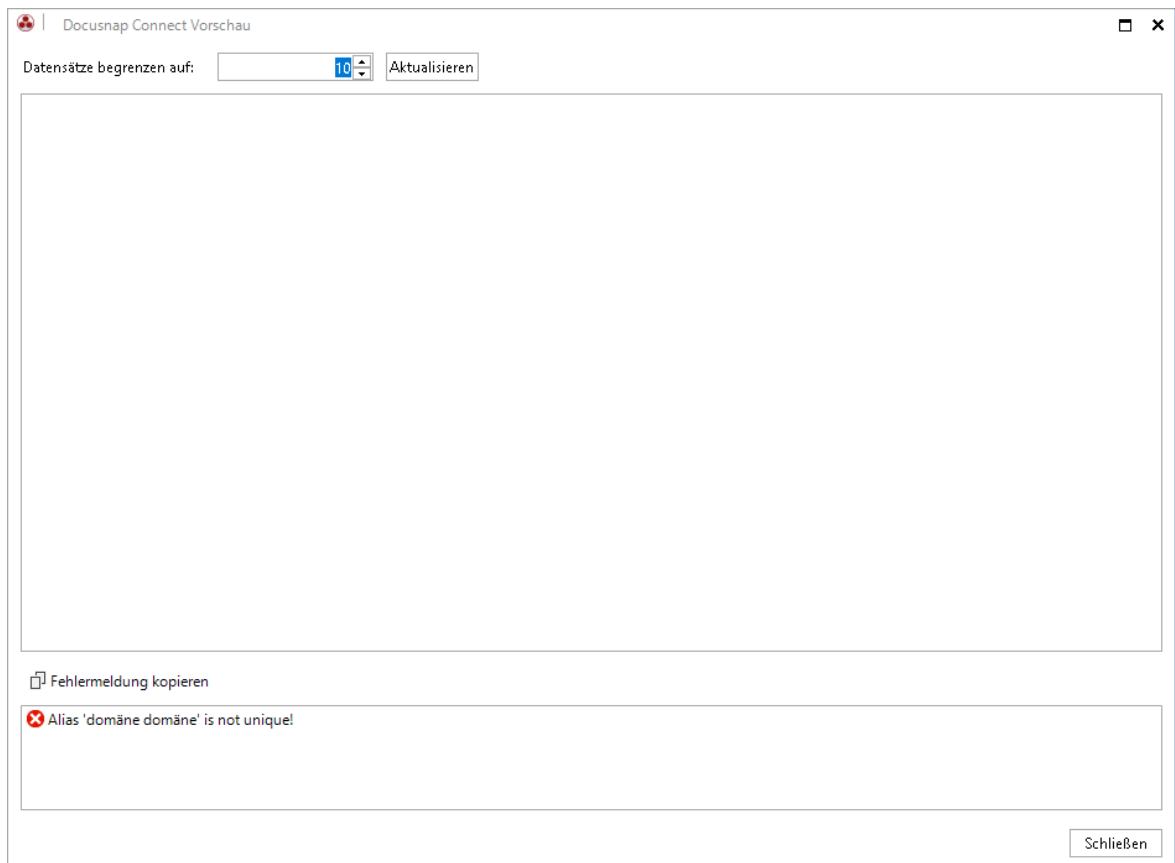 Docusnap Connect Vorschau
Datensätze begrenzen auf: 10 Aktualisieren
Fehlermeldung kopieren
Alias 'domäne domäne' is not unique!
Schließen